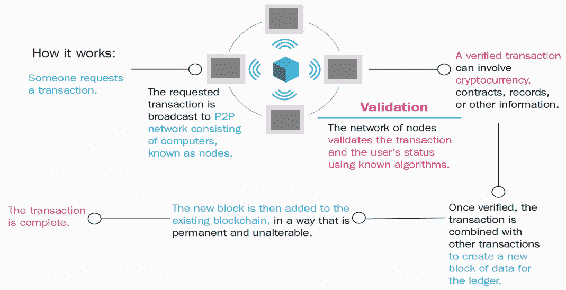 How it works:
Someone requests
a transaction.
The requested
transaction is
broadcast to P2P
network consisting
of computers,
known as nodes.
Validation
The network of nodes
validates the transaction
and the user's status
using known algorithms.
A verified transaction
can involve
cryptocurrency,
contracts, records,
or other information.
Once verified, the
transaction is
combined with
other transactions
to create a new
block of data for
the ledger.
The new block is then added to the
existing blockchain, in a way that is
permanent and unalterable.
The transaction
is complete.